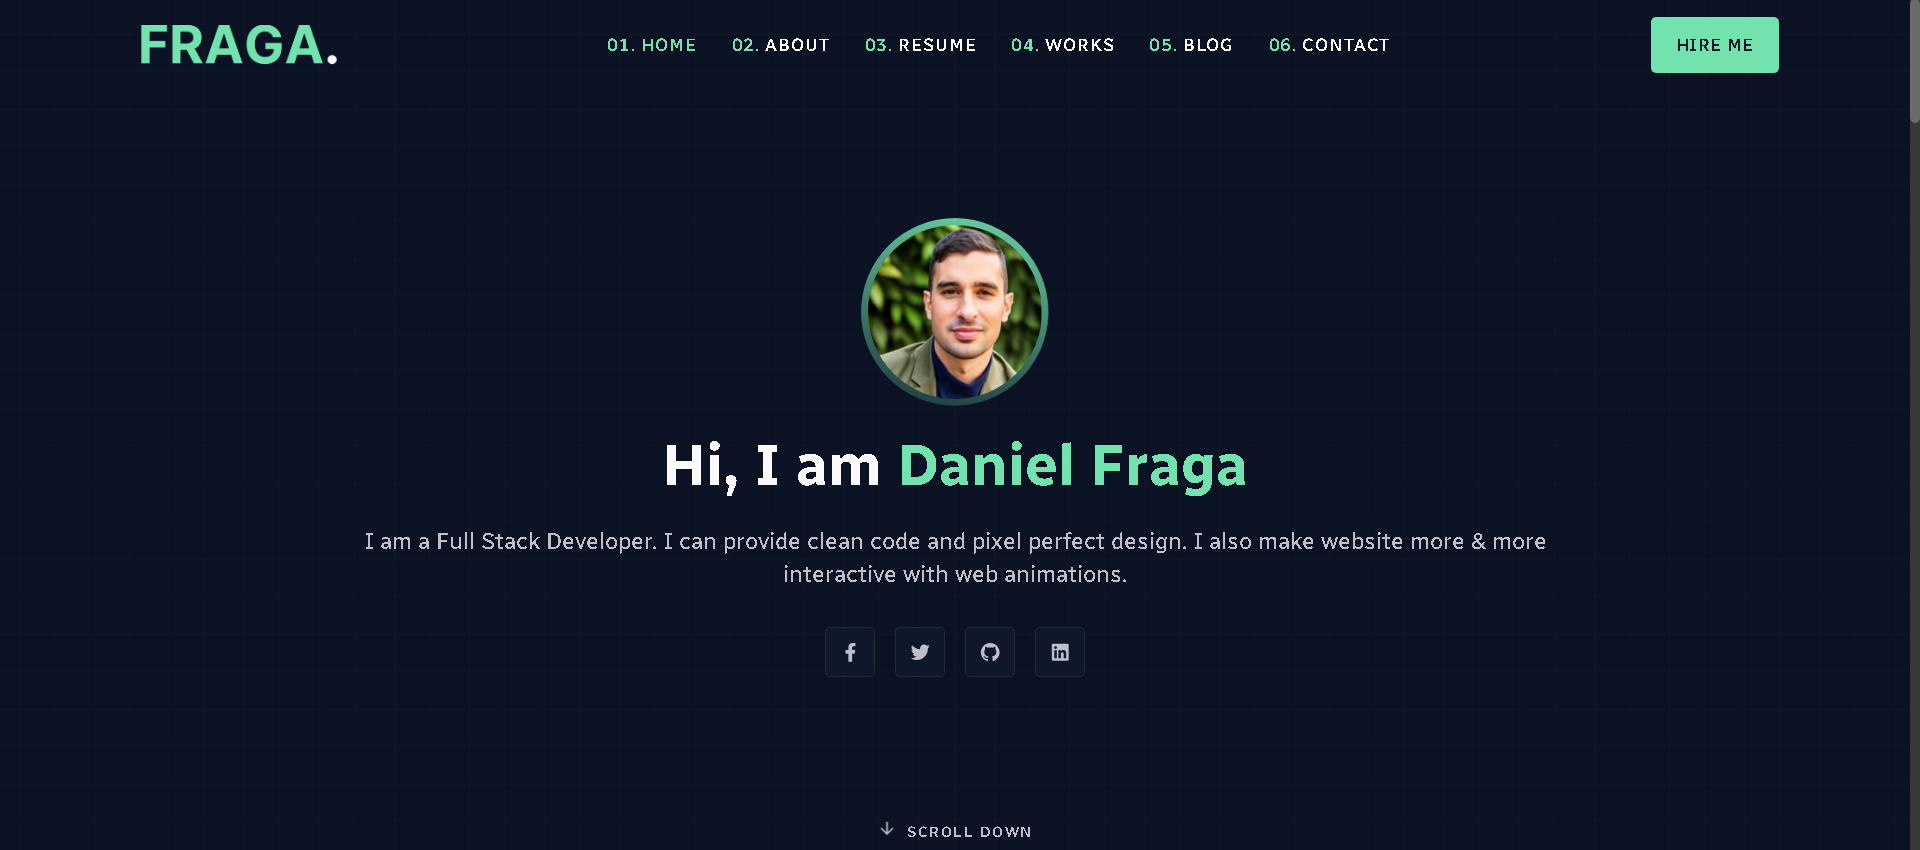 FRAGA.
01. HOME 02. ABOUT 03. RESUME 04. WORKS 05. BLOG 06. CONTACT
HIRE ME
Hi, I am Daniel Fraga
I am a Full Stack Developer. I can provide clean code and pixel perfect design. I also make website more & more
interactive with web animations.
SCROLL DOWN